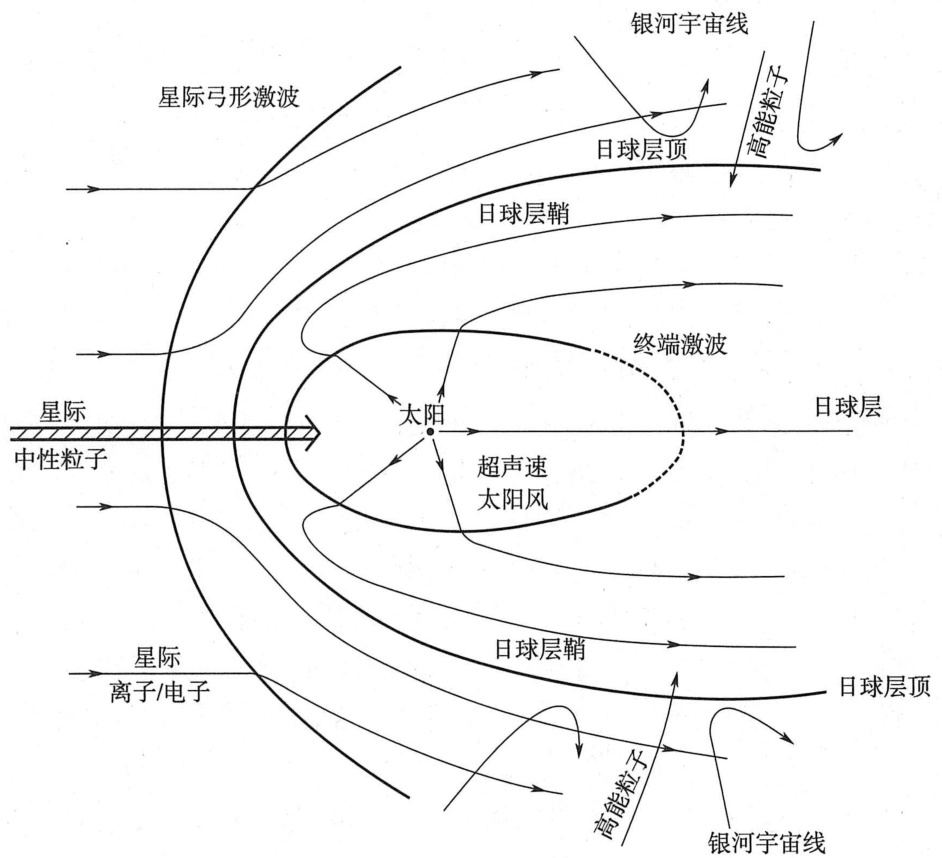 银河宇宙线
星际弓形激波
高能粒子
日球层顶
日球层鞘
终端激波
星际
太阳
日球层
中性粒子
超声速
太阳风
日球层鞘
星际
离子/电子
日球层顶
高能粒子
银河宇宙线